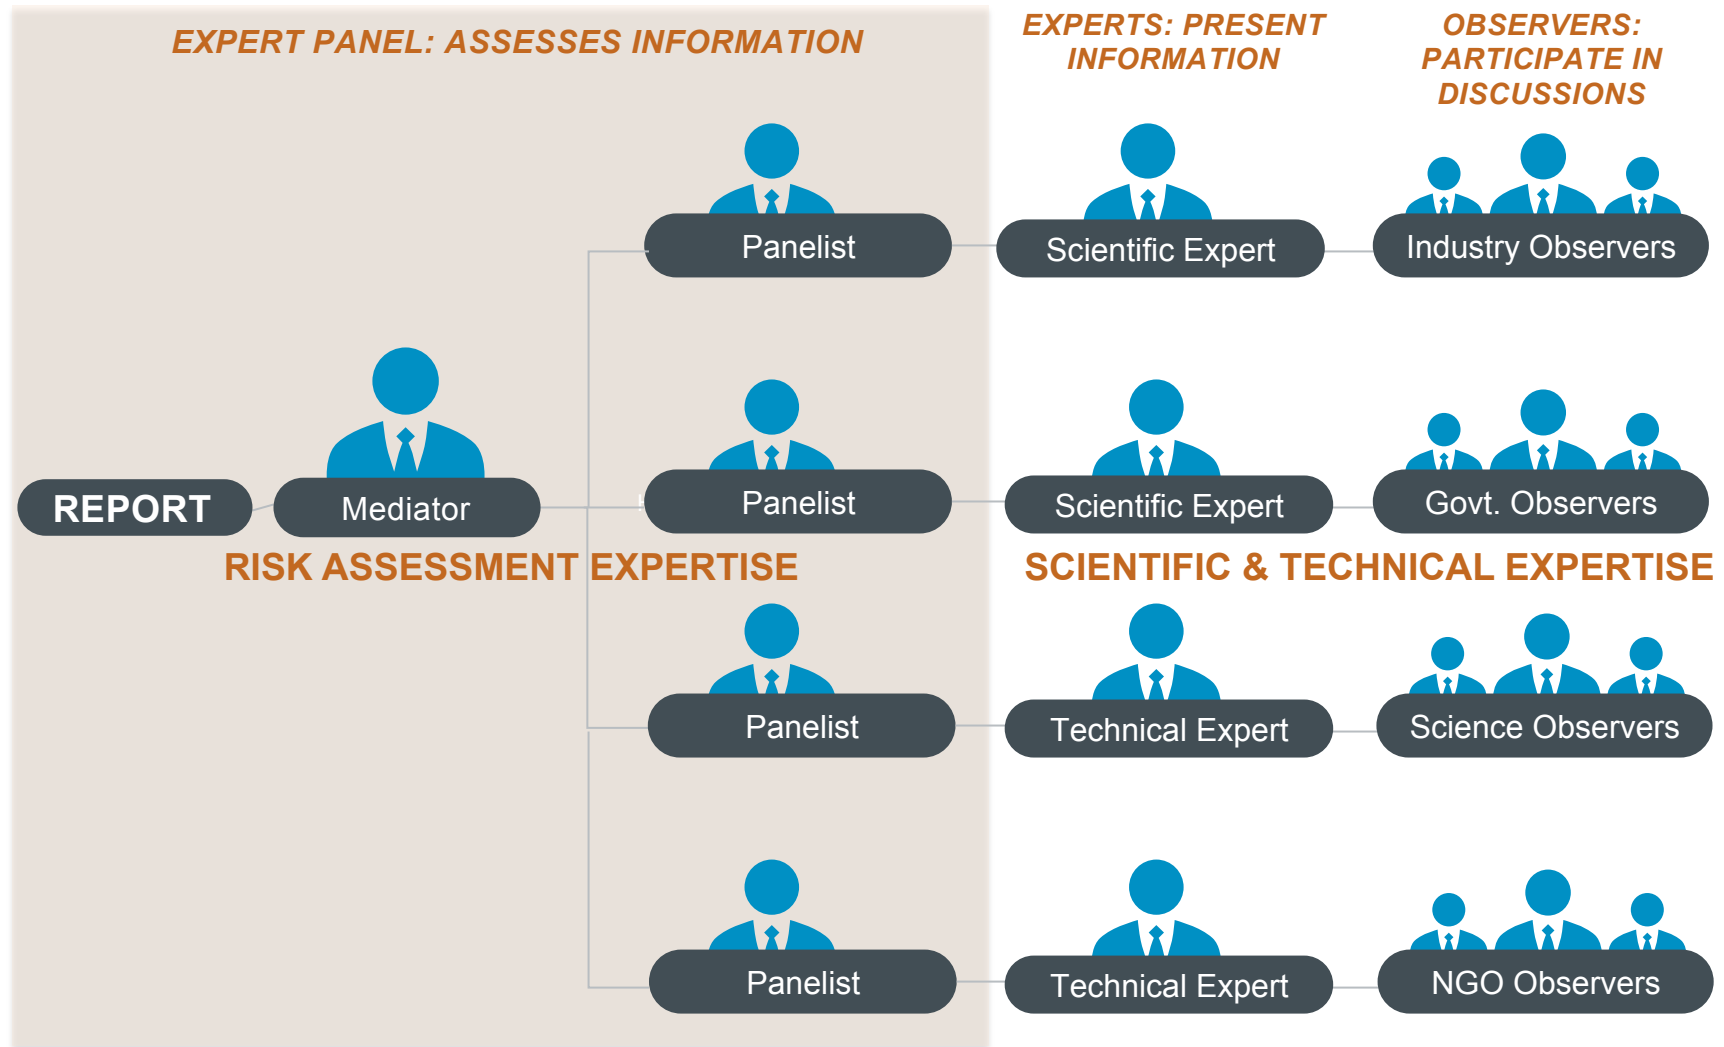 EXPERT PANEL: ASSESSES INFORMATION
EXPERTS: PRESENT
INFORMATION
OBSERVERS:
PARTICIPATE IN
DISCUSSIONS
Panelist
Scientific Expert
Industry Observers
REPORT
Mediator
Panelist
Scientific Expert
Govt. Observers
RISK ASSESSMENT EXPERTISE
SCIENTIFIC & TECHNICAL EXPERTISE
Panelist
Technical Expert
Science Observers
Panelist
Technical Expert
NGO Observers